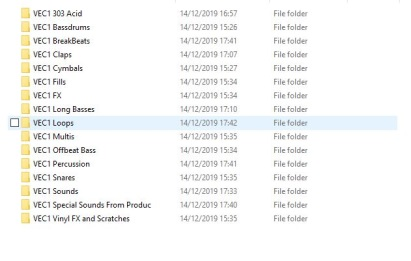 VEC1 303 Acid 14/12/2019 16:57 File folder
VEC1 Bassdrums 14/12/2019 15:26 File folder
VEC1 BreakBeats 14/12/2019 17:41 File folder
VEC1 Claps 14/12/2019 17:07 File folder
VEC1 Cymbals 14/12/2019 15:27 File folder
VEC1 Fills 14/12/2019 15:34 File folder
VEC1 FX 14/12/2019 15:34 File folder
VEC1 Long Basses 14/12/2019 17:10 File folder
VEC1 Loops 14/12/2019 17:42 File folder
VEC1 Multis 14/12/2019 15:35 File folder
VEC1 Offbeat Bass 14/12/2019 15:34 File folder
VEC1 Percussion 14/12/2019 17:41 File folder
VEC1 Snares 14/12/2019 15:35 File folder
VEC1 Sounds 14/12/2019 17:33 File folder
VEC1 Special Sounds From Produc 14/12/2019 17:40 File folder
VEC1 Vinyl FX and Scratches 14/12/2019 15:35 File folder